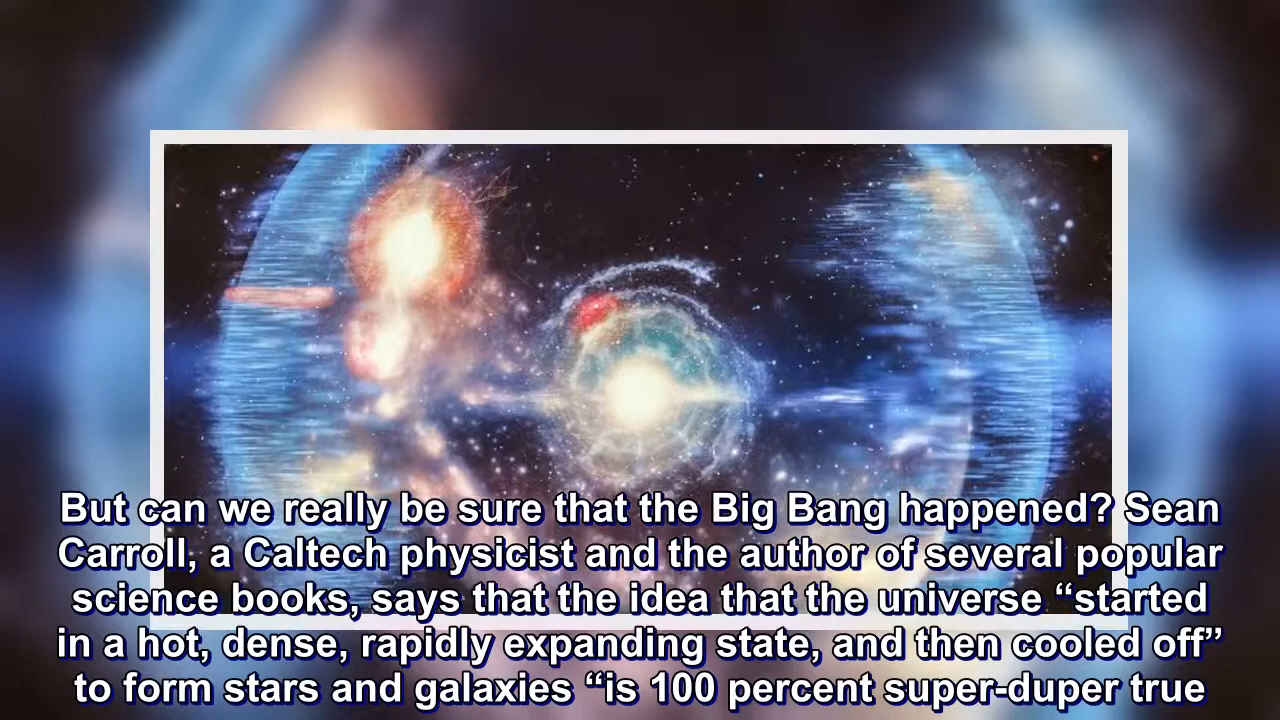 But can we really be sure that the Big Bang happened? Sean
Carroll, a Caltech physicist and the author of several popular
science books, says that the idea that the universe “started
in a hot, dense, rapidly expanding state, and then cooled off”
to form stars and galaxies “is 100 percent super-duper true